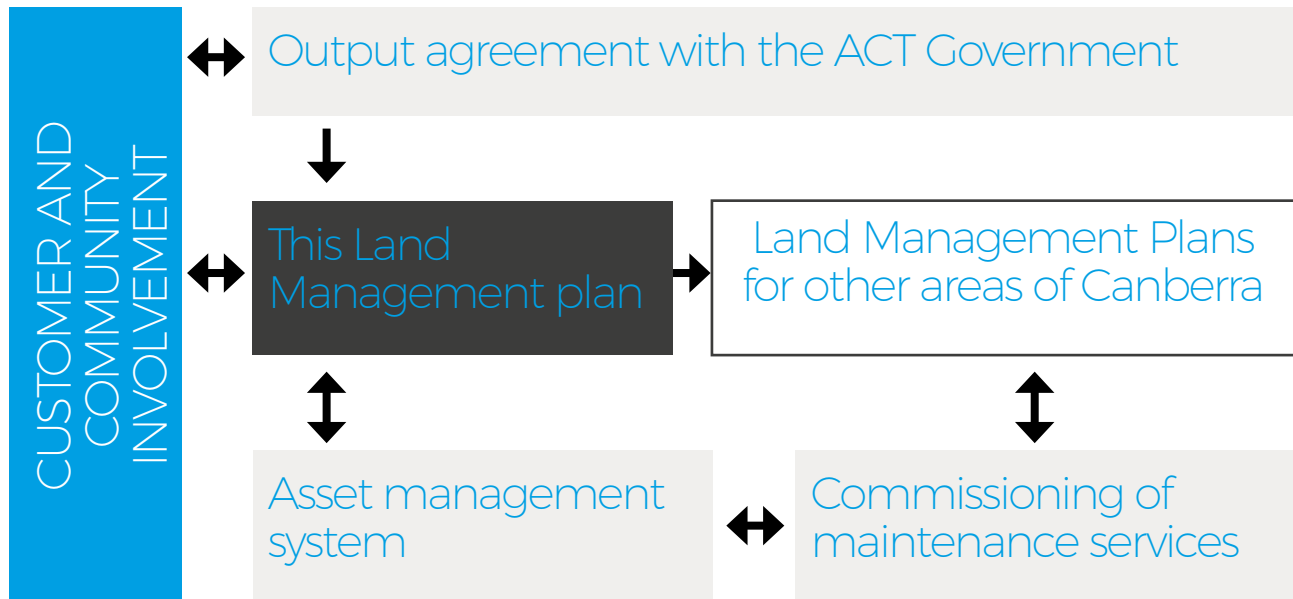 CUSTOMER AND
COMMUNITY
INVOLVEMENT
Output agreement with the ACT Government
This Land
Management plan
Land Management Plans
for other areas of Canberra
Asset management
system
Commissioning of
maintenance services